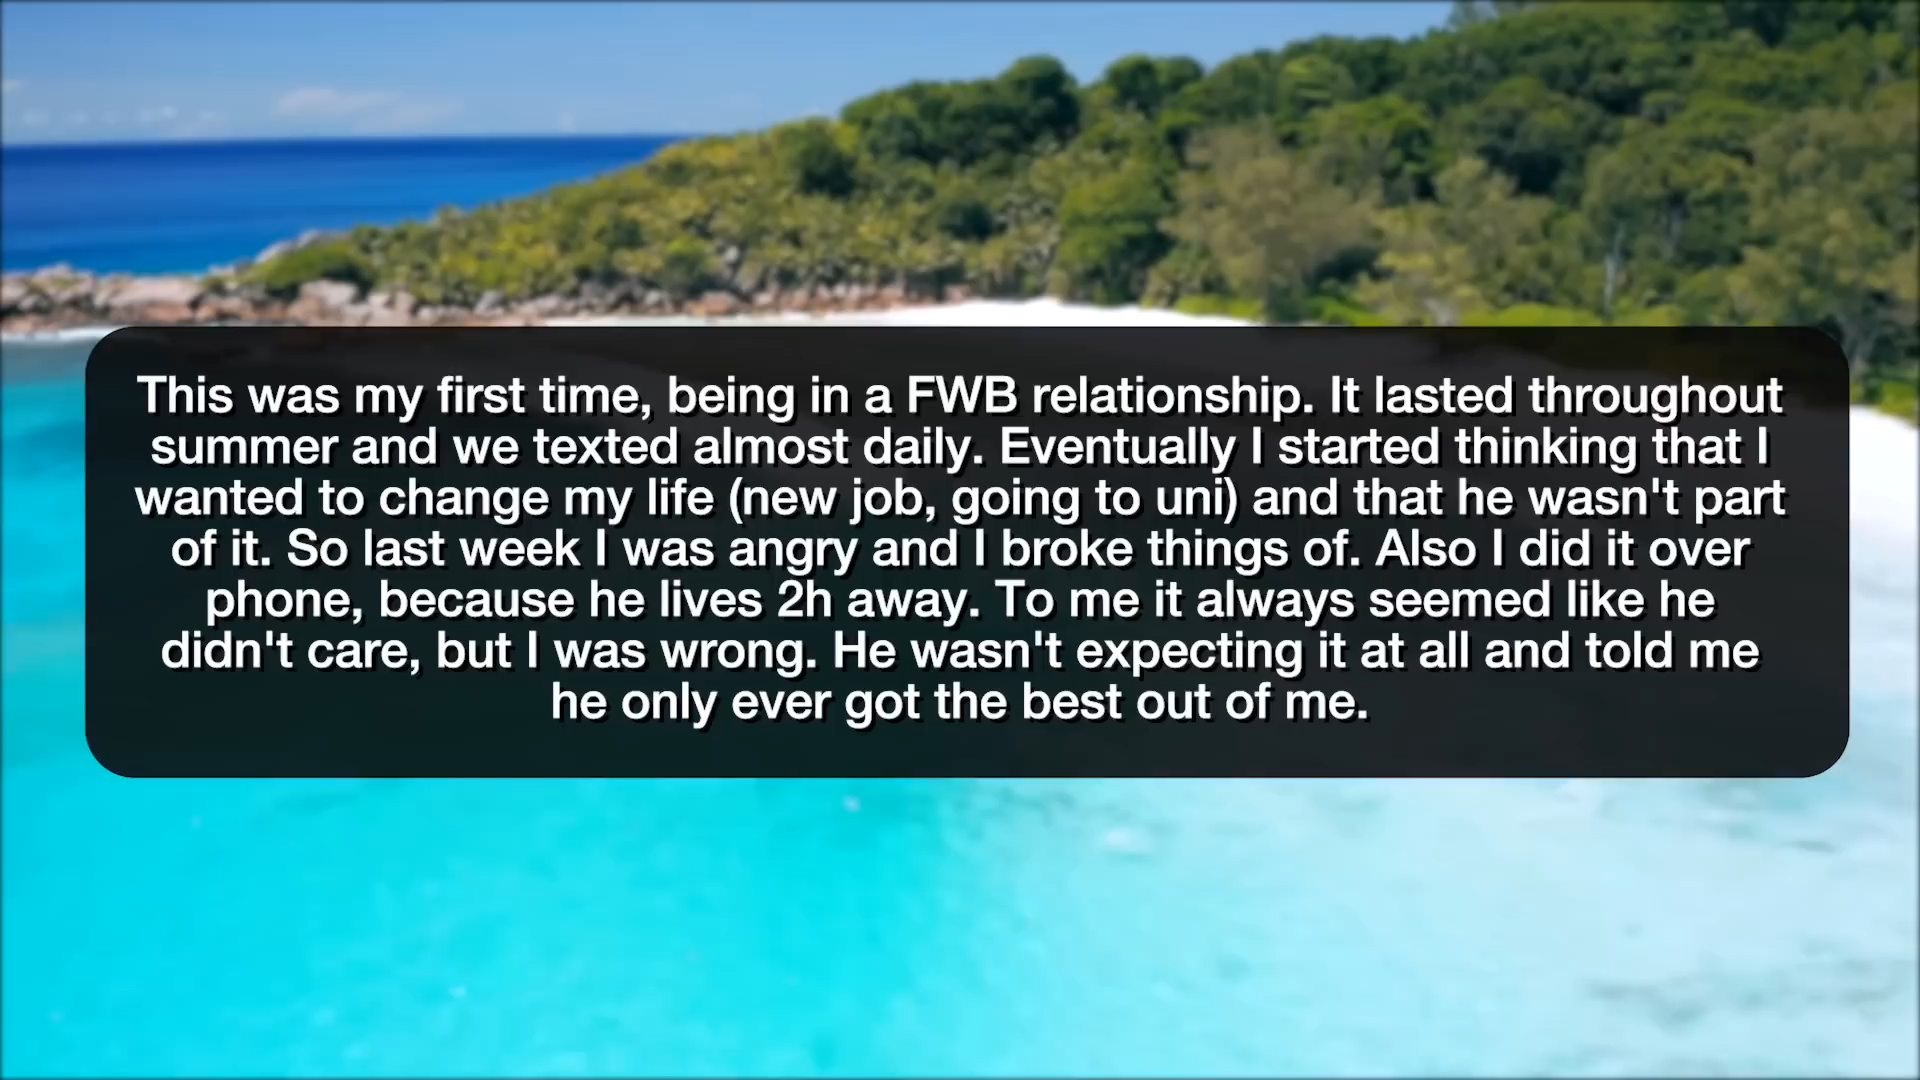 This was my first time, being in a FWB relationship. It lasted throughout
summer and we texted almost daily. Eventually I started thinking that I
wanted to change my life (new job, going to uni) and that he wasn't part
of it. So last week I was angry and I broke things of. Also I did it over
phone, because he lives 2h away. To me it always seemed like he
didn't care, but I was wrong. He wasn't expecting it at all and told me
he only ever got the best out of me.